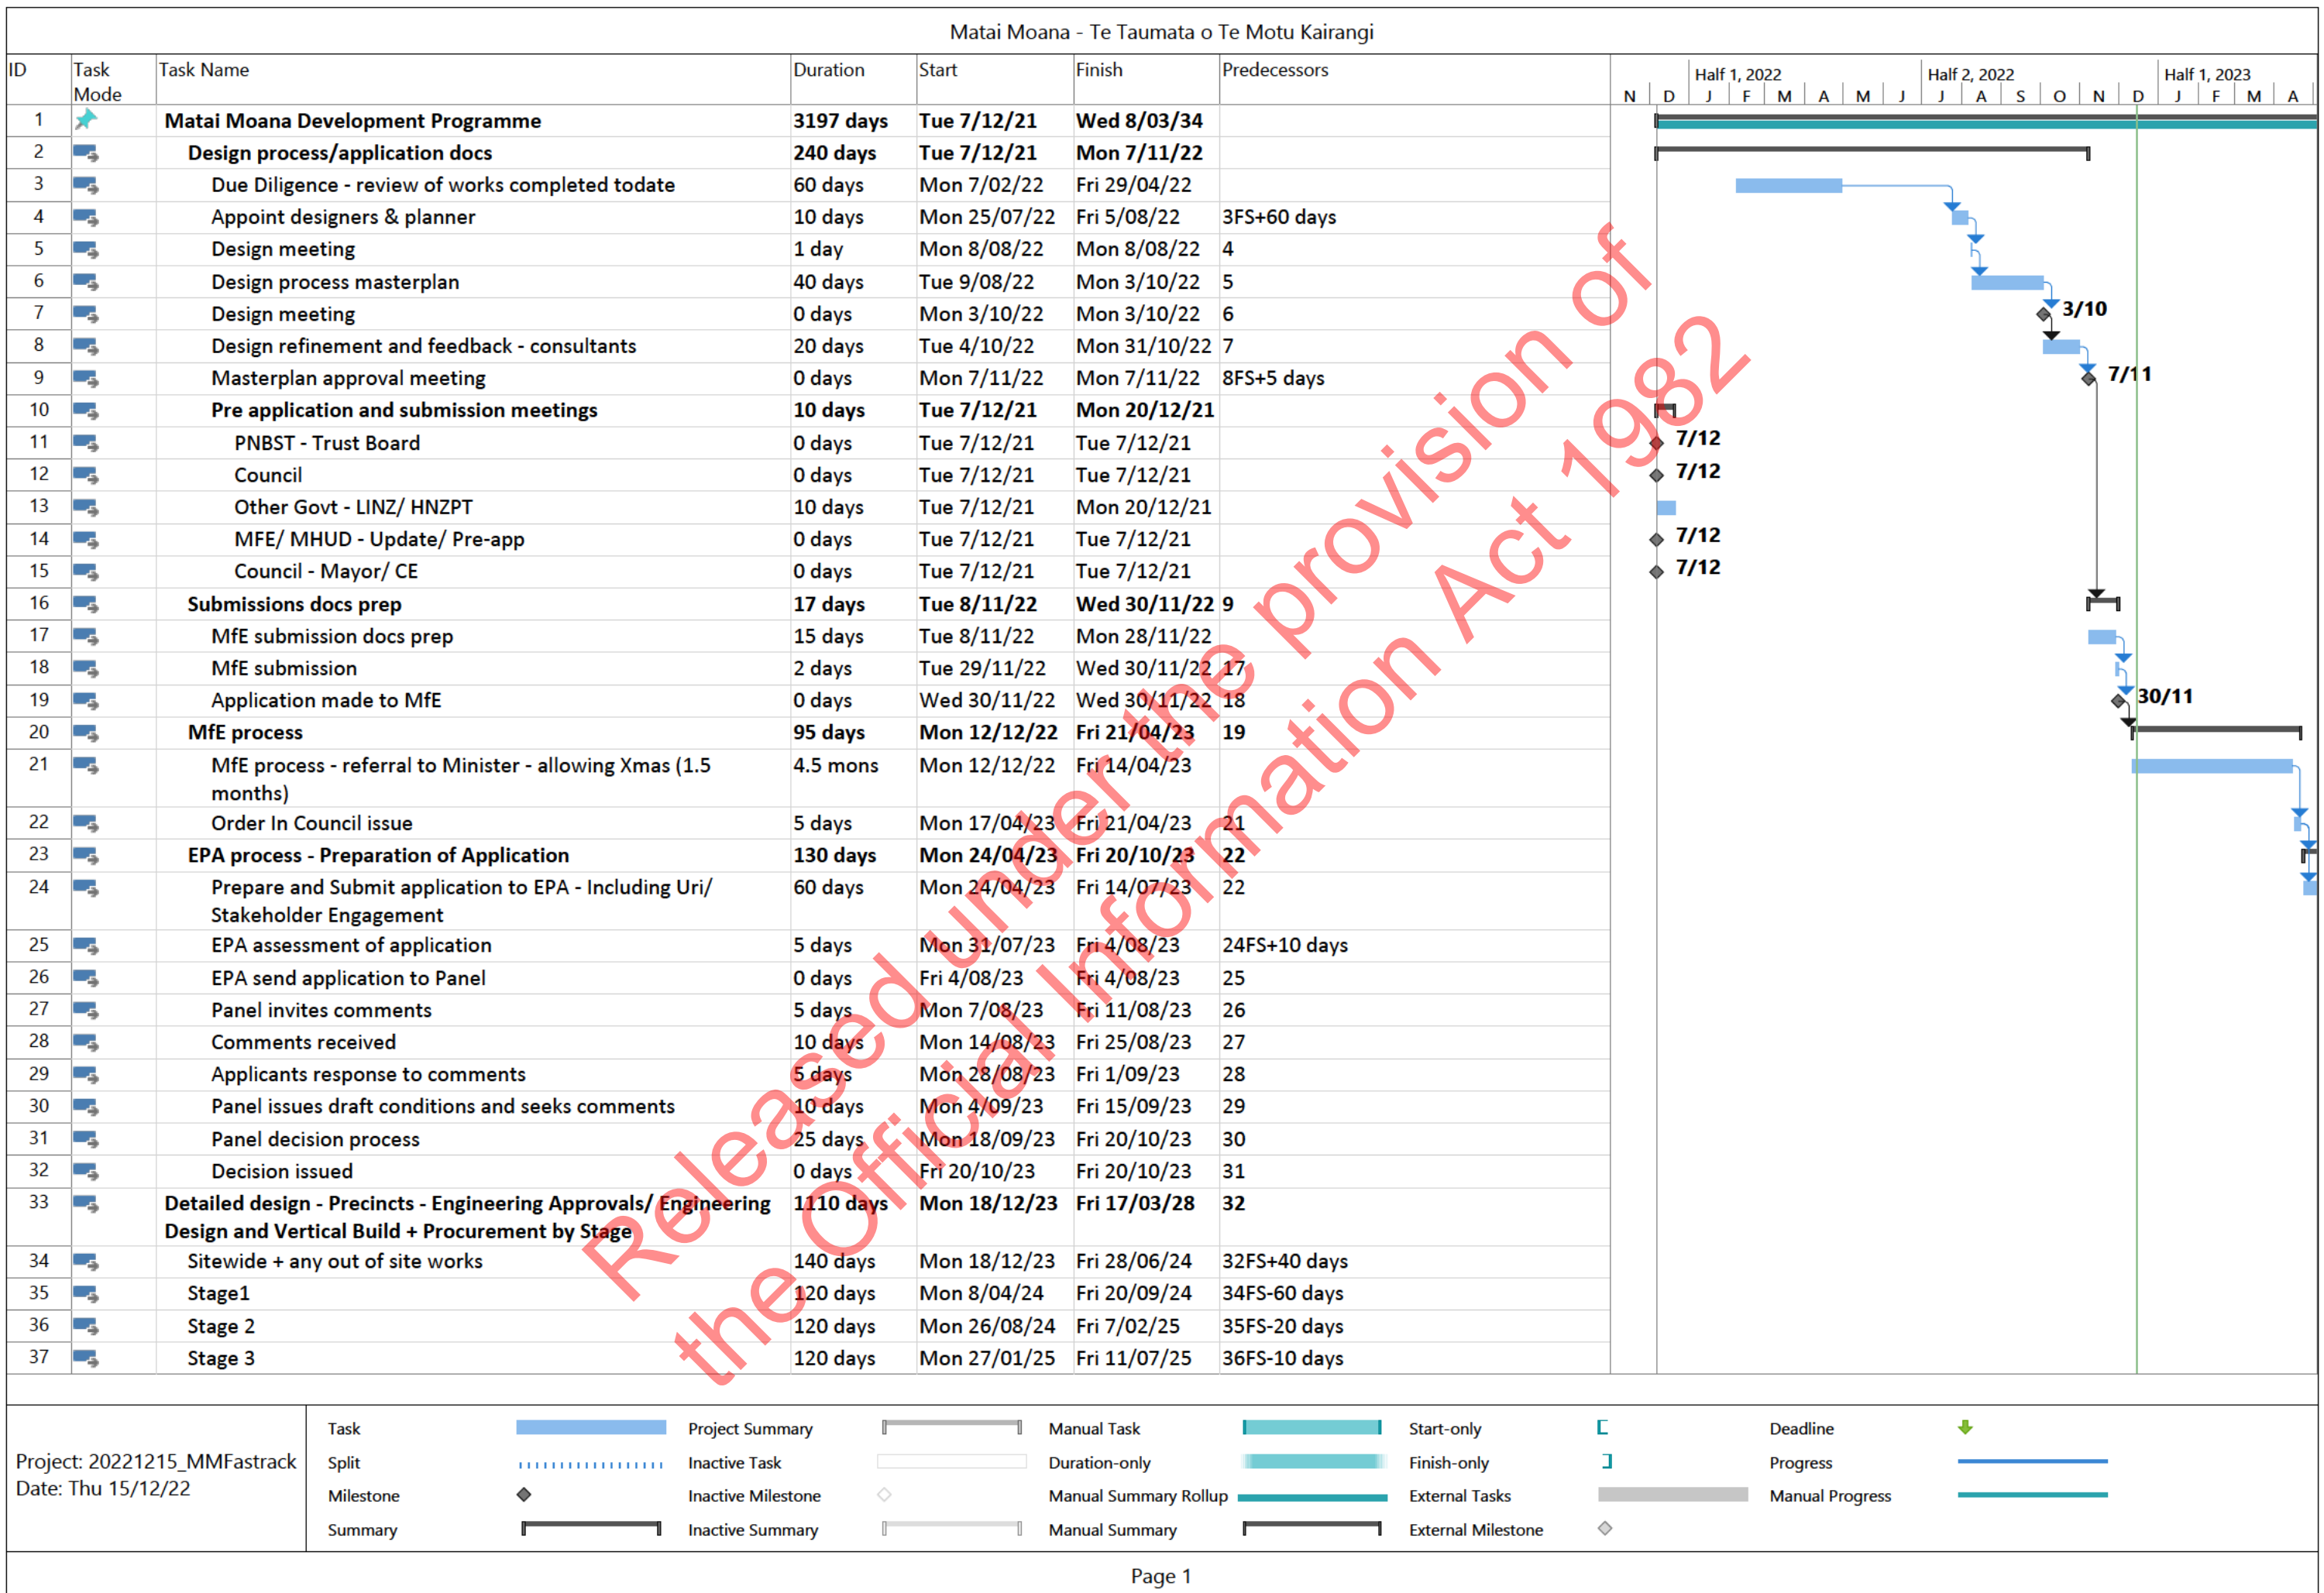 Matai Moana - Te Taumata o Te Motu Kairangi
ID Task Mode Task Name Duration Start Finish Predecessors
Half 1, 2022 Half 2, 2022 Half 1, 2023
N D J F M A M J J A S O N D J F M A
1 Matai Moana Development Programme 3197 days Tue 7/12/21 Wed 8/03/34
2 Design process/application docs 240 days Tue 7/12/21 Mon 7/11/22
3 Due Diligence - review of works completed todate 60 days Mon 7/02/22 Fri 29/04/22
4 Appoint designers & planner 10 days Mon 25/07/22 Fri 5/08/22 3FS+60 days
5 Design meeting 1 day Mon 8/08/22 Mon 8/08/22 4
6 Design process masterplan 40 days Tue 9/08/22 Mon 3/10/22 5
7 Design meeting 0 days Mon 3/10/22 Mon 3/10/22 6 3/10
8 Design refinement and feedback - consultants 20 days Tue 4/10/22 Mon 31/10/22 7
9 Masterplan approval meeting 0 days Mon 7/11/22 Mon 7/11/22 8FS+5 days 7/11
10 Pre application and submission meetings 10 days Tue 7/12/21 Mon 20/12/21
11 PNBST - Trust Board 0 days Tue 7/12/21 Tue 7/12/21 7/12
12 Council 0 days Tue 7/12/21 Tue 7/12/21 7/12
13 Other Govt - LINZ/ HNZPT 10 days Tue 7/12/21 Mon 20/12/21
14 MFE/ MHUD - Update/ Pre-app 0 days Tue 7/12/21 Tue 7/12/21 7/12
15 Council - Mayor/ CE 0 days Tue 7/12/21 Tue 7/12/21 7/12
16 Submissions docs prep 17 days Tue 8/11/22 Wed 30/11/22 9
17 MfE submission docs prep 15 days Tue 8/11/22 Mon 28/11/22
18 MfE submission 2 days Tue 29/11/22 Wed 30/11/22 17
19 Application made to MfE 0 days Wed 30/11/22 Wed 30/11/22 18 30/11
20 MfE process 95 days Mon 12/12/22 Fri 21/04/23 19
21 MfE process - referral to Minister - allowing Xmas (1.5 4.5 mons Mon 12/12/22 Fri 14/04/23
months)
22 Order In Council issue 5 days Mon 17/04/23 Fri 21/04/23 21
23 EPA process - Preparation of Application 130 days Mon 24/04/23 Fri 20/10/23 22
24 Prepare and Submit application to EPA - Including Uri/ 60 days Mon 24/04/23 Fri 14/07/23 22
Stakeholder Engagement
25 EPA assessment of application 5 days Mon 31/07/23 Fri 4/08/23 24FS+10 days
26 EPA send application to Panel 0 days Fri 4/08/23 Fri 4/08/23 25
27 Panel invites comments 5 days Mon 7/08/23 Fri 11/08/23 26
28 Comments received 10 days Mon 14/08/23 Fri 25/08/23 27
29 Applicants response to comments 5 days Mon 28/08/23 Fri 1/09/23 28
30 Panel issues draft conditions and seeks comments 10 days Mon 4/09/23 Fri 15/09/23 29
31 Panel decision process 25 days Mon 18/09/23 Fri 20/10/23 30
32 Decision issued 0 days Fri 20/10/23 Fri 20/10/23 31
33 Detailed design - Precincts - Engineering Approvals/ Engineering 1110 days Mon 18/12/23 Fri 17/03/28 32
Design and Vertical Build + Procurement by Stage
34 Sitewide + any out of site works 140 days Mon 18/12/23 Fri 28/06/24 32FS+40 days
35 Stage1 120 days Mon 8/04/24 Fri 20/09/24 34FS-60 days
36 Stage 2 120 days Mon 26/08/24 Fri 7/02/25 35FS-20 days
37 Stage 3 120 days Mon 27/01/25 Fri 11/07/25 36FS-10 days
Released under the provision of
the Official Information Act 1982
Project: 20221215_MMFastrack
Date: Thu 15/12/22
Task Project Summary Manual Task Start-only Deadline
Split Inactive Task Duration-only Finish-only Progress
Milestone Inactive Milestone Manual Summary Rollup External Tasks Manual Progress
Summary Inactive Summary Manual Summary External Milestone
Page 1